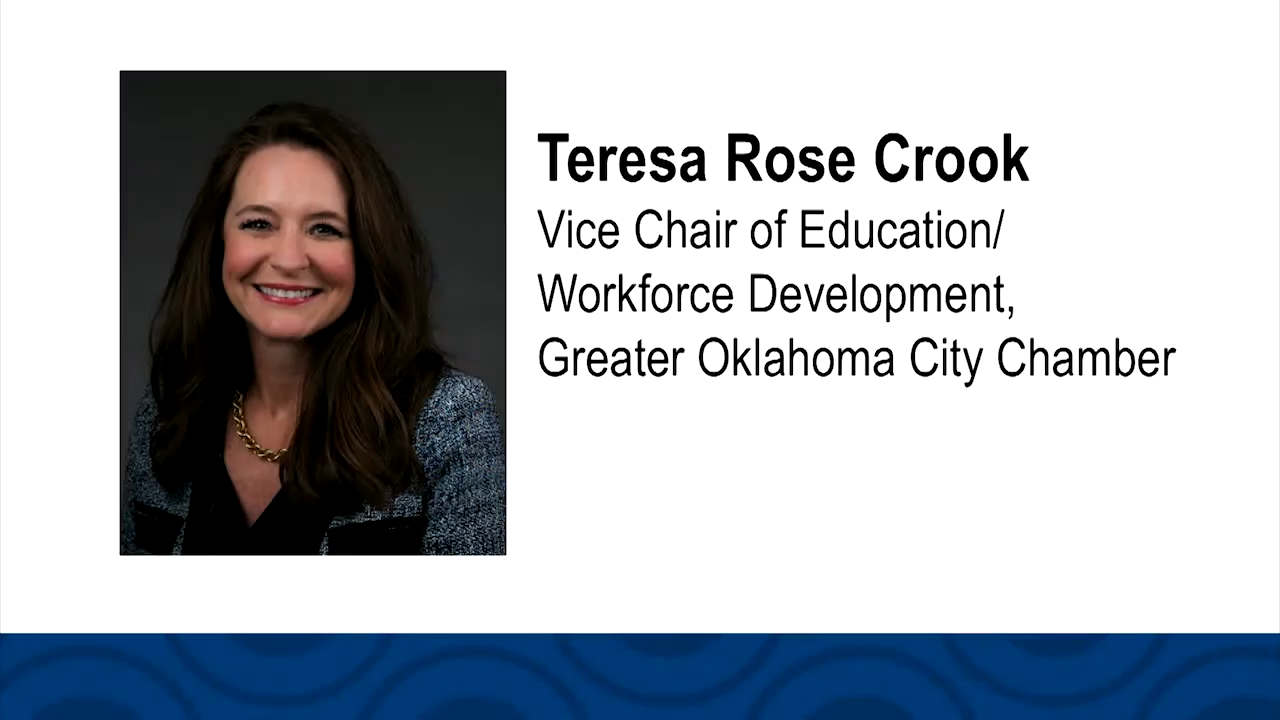 Teresa Rose Crook
Vice Chair of Education/
Workforce Development,
Greater Oklahoma City Chamber